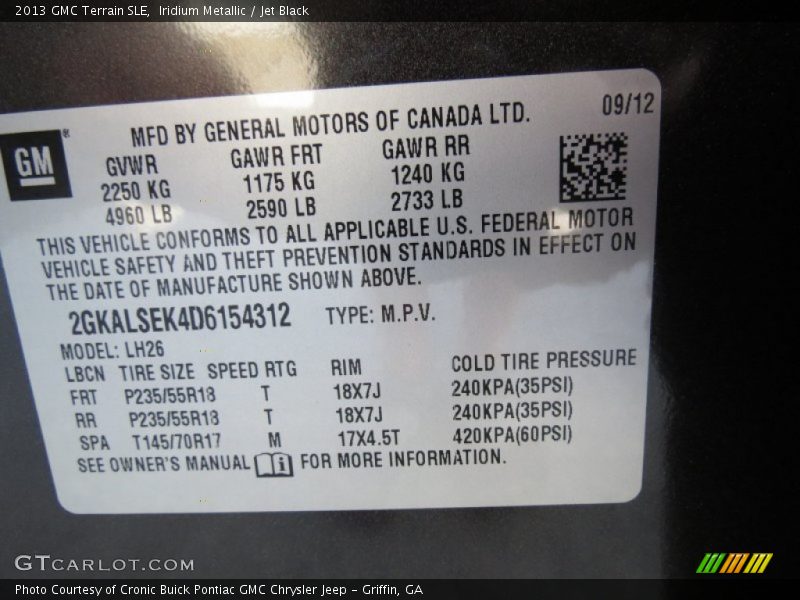 2013 GMC Terrain SLE, Iridium Metallic / Jet Black
09/12
MFD BY GENERAL MOTORS OF CANADA LTD.
GM®
GVWR GAWR FRT GAWR RR
2250 KG 1175 KG 1240 KG
4960 LB 2590 LB 2733 LB
THIS VEHICLE CONFORMS TO ALL APPLICABLE U.S. FEDERAL MOTOR
VEHICLE SAFETY AND THEFT PREVENTION STANDARDS IN EFFECT ON
THE DATE OF MANUFACTURE SHOWN ABOVE.
2GKALSEK4D6154312 TYPE: M.P.V.
MODEL: LH26
LBCN TIRE SIZE SPEED RTG RIM COLD TIRE PRESSURE
FRT P235/55R18 T 18X7J 240KPA(35PSI)
RR P235/55R18 T 18X7J 240KPA(35PSI)
SPA T145/70R17 M 17X4.5T 420KPA(60PSI)
SEE OWNER'S MANUAL i FOR MORE INFORMATION.
GTCARLOT.COM
Photo Courtesy of Cronic Buick Pontiac GMC Chrysler Jeep - Griffin, GA